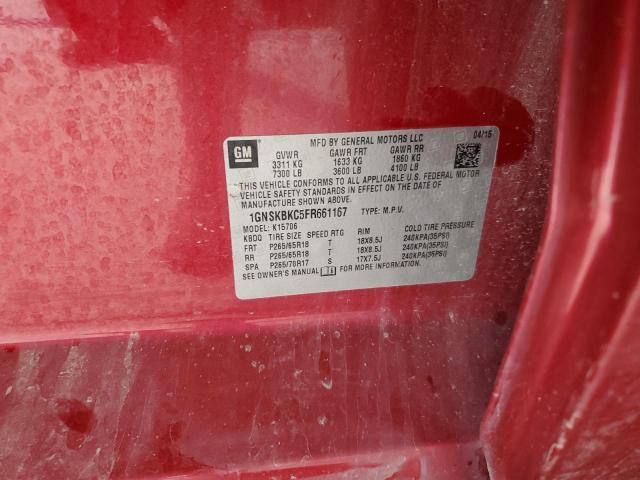 MFD BY GENERAL MOTORS LLC 04/15
GM GVWR GAWR FRT GAWR RR
3311 KG 1633 KG 1860 KG
7300 LB 3600 LB 4100 LB
THIS VEHICLE CONFORMS TO ALL APPLICABLE U.S. FEDERAL MOTOR
VEHICLE SAFETY STANDARDS IN EFFECT ON THE DATE OF
MANUFACTURE SHOWN ABOVE.
1GNSKBKC5FR661167 TYPE: M.P.V.
MODEL: K15706
KBDQ TIRE SIZE SPEED RTG RIM COLD TIRE PRESSURE
FRT P265/65R18 T 18X8.5J 240KPA(35PSI)
RR P265/65R18 T 18X8.5J 240KPA(35PSI)
SPA P265/70R17 S 17X7.5J 240KPA(35PSI)
SEE OWNER'S MANUAL FOR MORE INFORMATION.